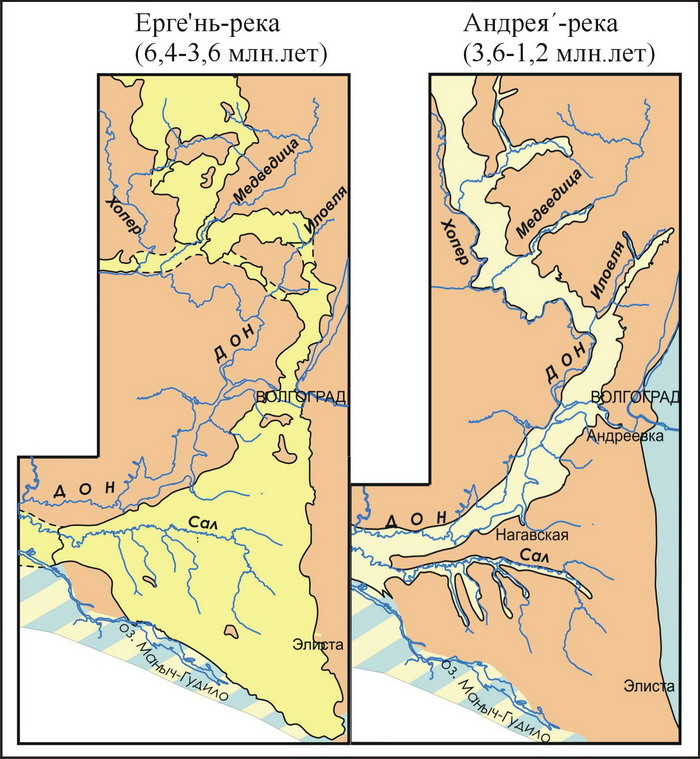 Ерге'нь-река
(6,4-3,6 млн.лет)
Хопер
Медведица
Иловля
ДОН
ВОЛГОГРАД
ДОН
Сал
Элиста
оз. Маныч-Гудило
Андрея´-река
(3,6-1,2 млн.лет)
Хопер
Медведица
Иловля
ДОН
ВОЛГОГРАД
Андреевка
ДОН
Нагавская
Сал
Элиста
оз. Маныч-Гудило